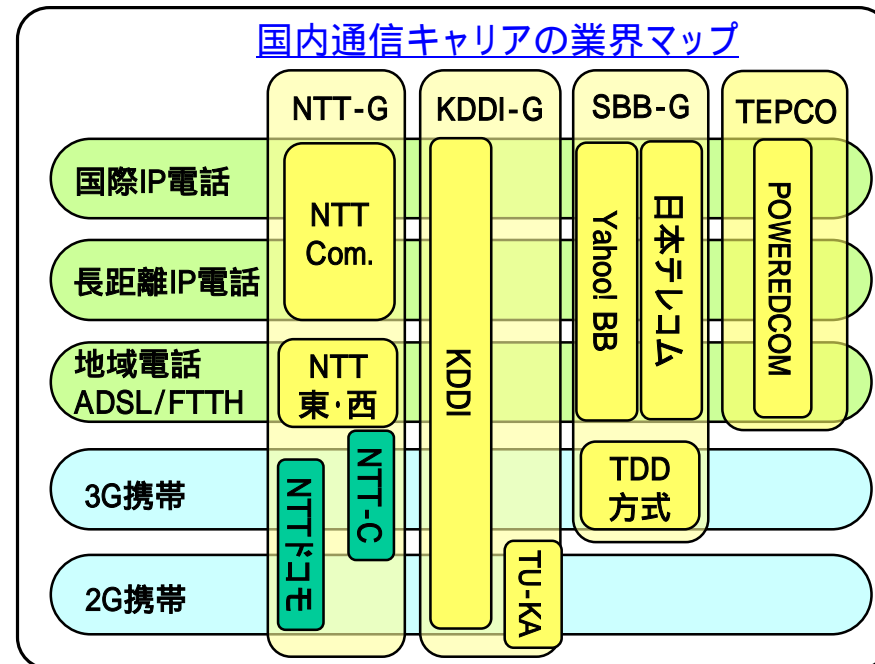 国内通信キャリアの業界マップ
NTT-G
KDDI-G
SBB-G
TEPCO
国際IP電話
長距離IP電話
地域電話
ADSL/FTTH
3G携帯
2G携帯
NTT
Com.
NTT
東・西
NTT-C
NTTドコモ
KDDI
TU-KA
Yahoo! BB
日本テレコム
TDD
方式
POWEREDCOM